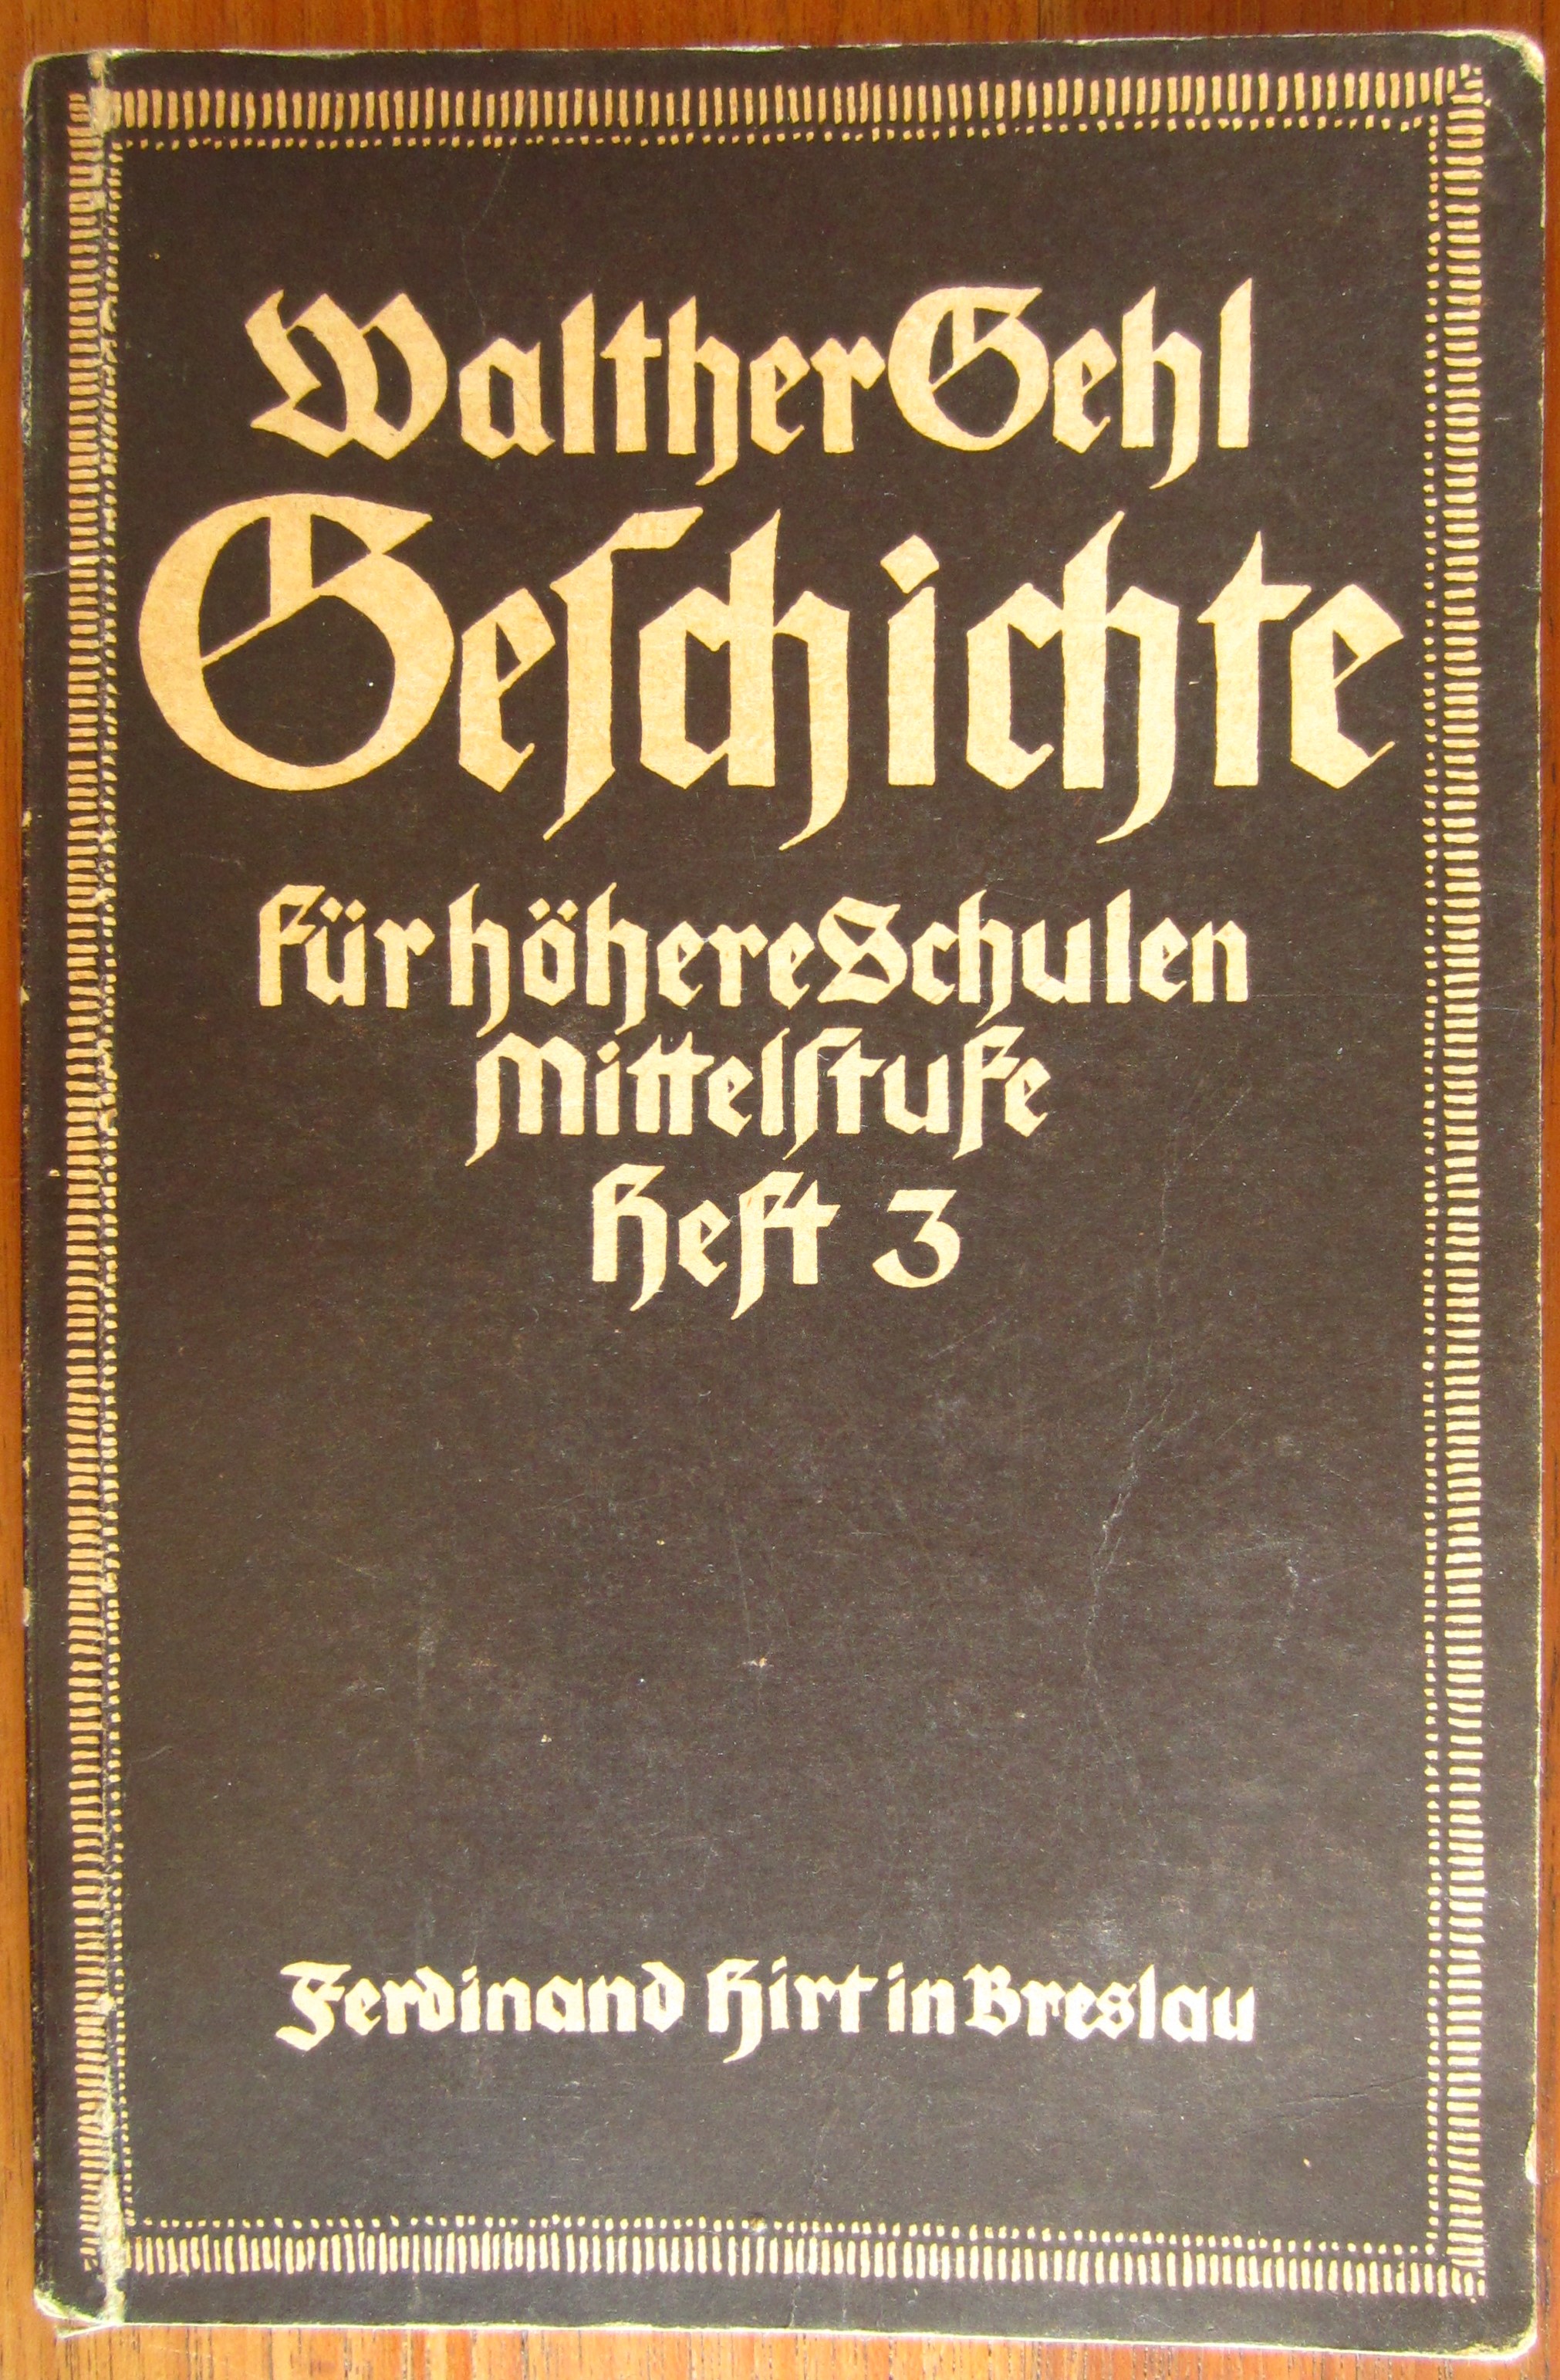 Walther Gehl
Geſchichte
für höhere Schulen
Mittelſtufe
Heft 3
Ferdinand Hirt in Breslau